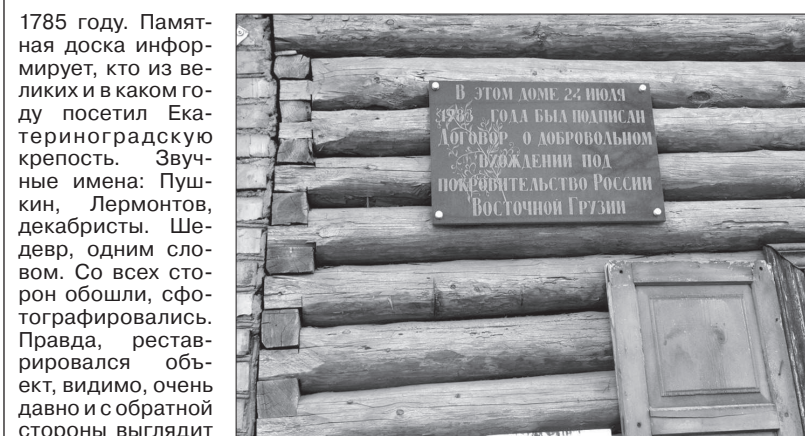 1785 году. Памят-
ная доска инфор-
мирует, кто из ве-
ликих и в каком го-
ду посетил Ека-
териноградскую
крепость. Звуч-
ные имена: Пуш-
кин, Лермонтов,
декабристы. Ше-
девр, одним сло-
вом. Со всех сто-
рон обошли, сфо-
тографировались.
Правда, рестав-
рировался объ-
ект, видимо, очень
давно и с обратной
стороны выглядит
В ЭТОМ ДОМЕ 24 ИЮЛЯ
1983 ГОДА БЫЛ ПОДПИСАН
ДОГОВОР О ДОБРОВОЛЬНОМ
ВХОЖДЕНИИ ПОД
ПОКРОВИТЕЛЬСТВО РОССИИ
ВОСТОЧНОЙ ГРУЗИИ